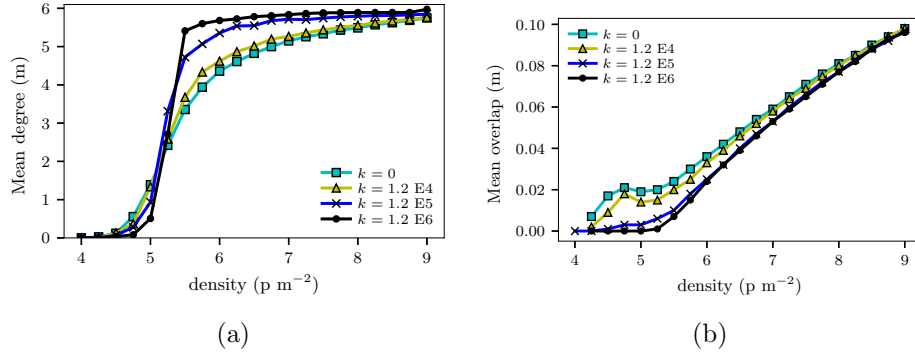 6
5
4
3
2
1
0
Mean degree (m)
k = 0
k = 1.2 E4
k = 1.2 E5
k = 1.2 E6
4 5 6 7 8 9
density (p m⁻²)
(a)
0.10
0.08
0.06
0.04
0.02
0.00
Mean overlap (m)
k = 0
k = 1.2 E4
k = 1.2 E5
k = 1.2 E6
4 5 6 7 8 9
density (p m⁻²)
(b)